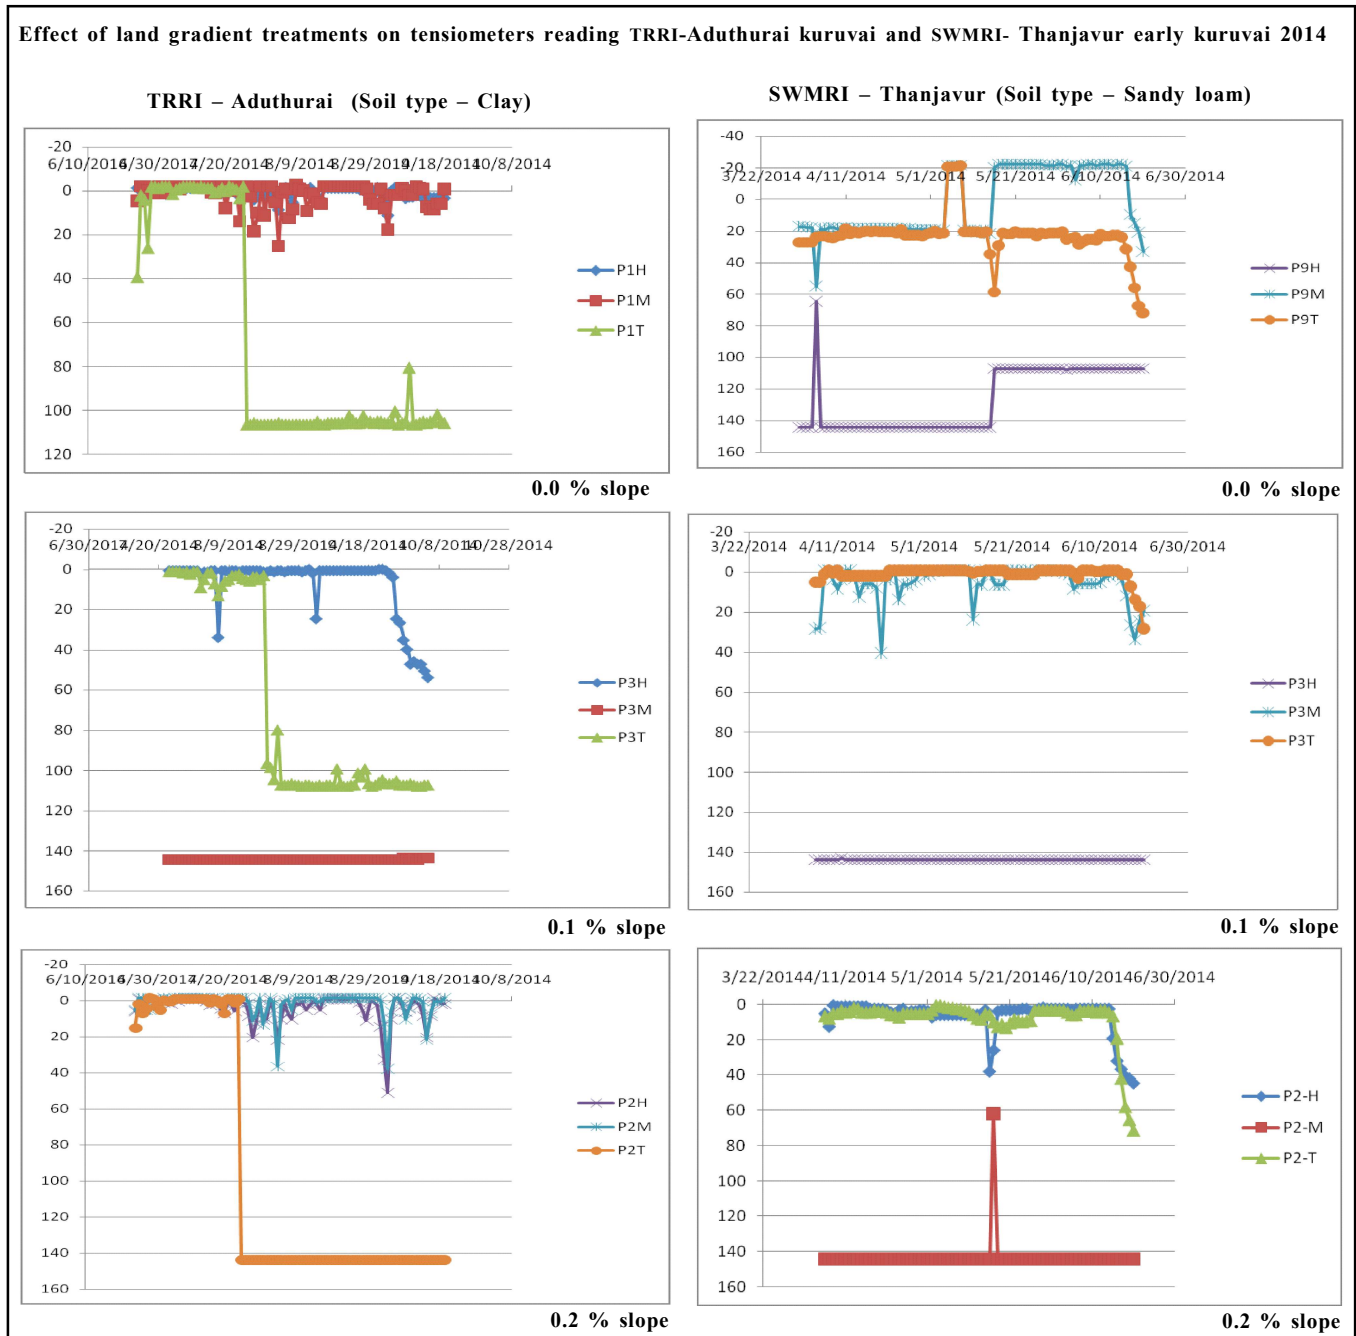 Effect of land gradient treatments on tensiometers reading TRRI-Aduthurai kuruvai and SWMRI- Thanjavur early kuruvai 2014
TRRI – Aduthurai (Soil type – Clay)
-20
6/10/2014 6/30/2014 7/20/2014 8/9/2014 8/29/2014 9/18/2014 10/8/2014
0
20
40
60
80
100
120
P1H
P1M
P1T
0.0 % slope
SWMRI – Thanjavur (Soil type – Sandy loam)
-40
-20
3/22/2014 4/11/2014 5/1/2014 5/21/2014 6/10/2014 6/30/2014
0
20
40
60
80
100
120
140
160
P9H
P9M
P9T
0.0 % slope
-20
6/30/2014 7/20/2014 8/9/2014 8/29/2014 9/18/2014 10/8/2014 10/28/2014
0
20
40
60
80
100
120
140
160
P3H
P3M
P3T
0.1 % slope
-20
3/22/2014 4/11/2014 5/1/2014 5/21/2014 6/10/2014 6/30/2014
0
20
40
60
80
100
120
140
160
P3H
P3M
P3T
0.1 % slope
-20
6/10/2014 6/30/2014 7/20/2014 8/9/2014 8/29/2014 9/18/2014 10/8/2014
0
20
40
60
80
100
120
140
160
P2H
P2M
P2T
0.2 % slope
3/22/2014 4/11/2014 5/1/2014 5/21/2014 6/10/2014 6/30/2014
0
20
40
60
80
100
120
140
160
P2-H
P2-M
P2-T
0.2 % slope